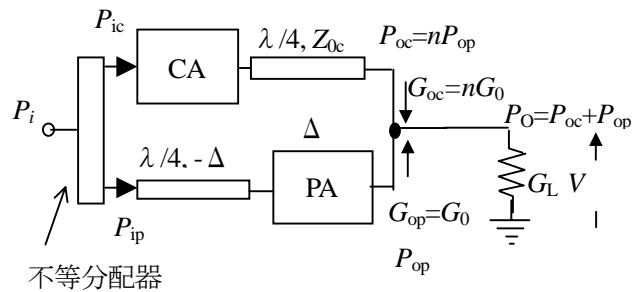 P_ic
λ/4, Z_0c
P_oc=nP_op
CA
P_i
G_oc=nG_0
P_O=P_oc+P_op
Δ
λ/4, - Δ
PA
G_L V
P_ip
G_op=G_0
P_op
不等分配器